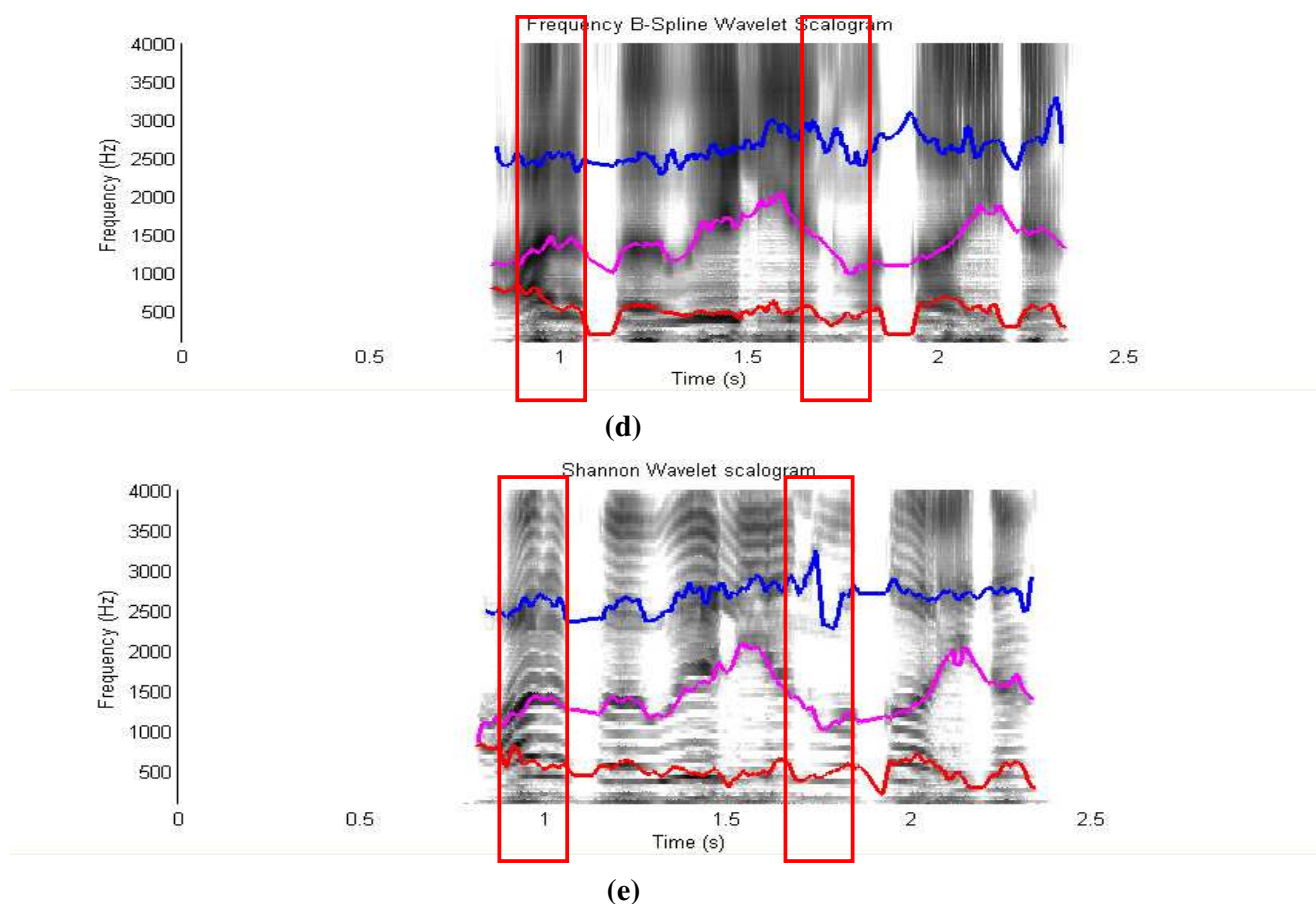 Frequency B-Spline Wavelet Scalogram
4000
3500
3000
2500
2000
1500
1000
500
Frequency (Hz)
0 0.5 1 1.5 2 2.5
Time (s)
(d)
Shannon Wavelet scalogram
4000
3500
3000
2500
2000
1500
1000
500
Frequency (Hz)
0 0.5 1 1.5 2 2.5
Time (s)
(e)